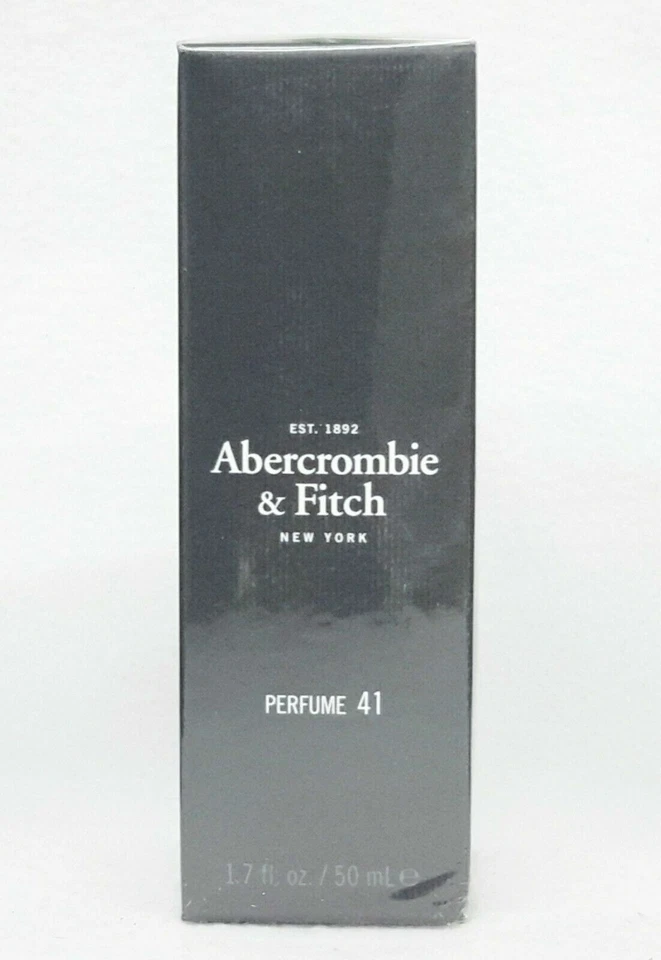 EST. 1892
Abercrombie
& Fitch
NEW YORK
PERFUME 41
1.7 fl. oz. / 50 mL ℮